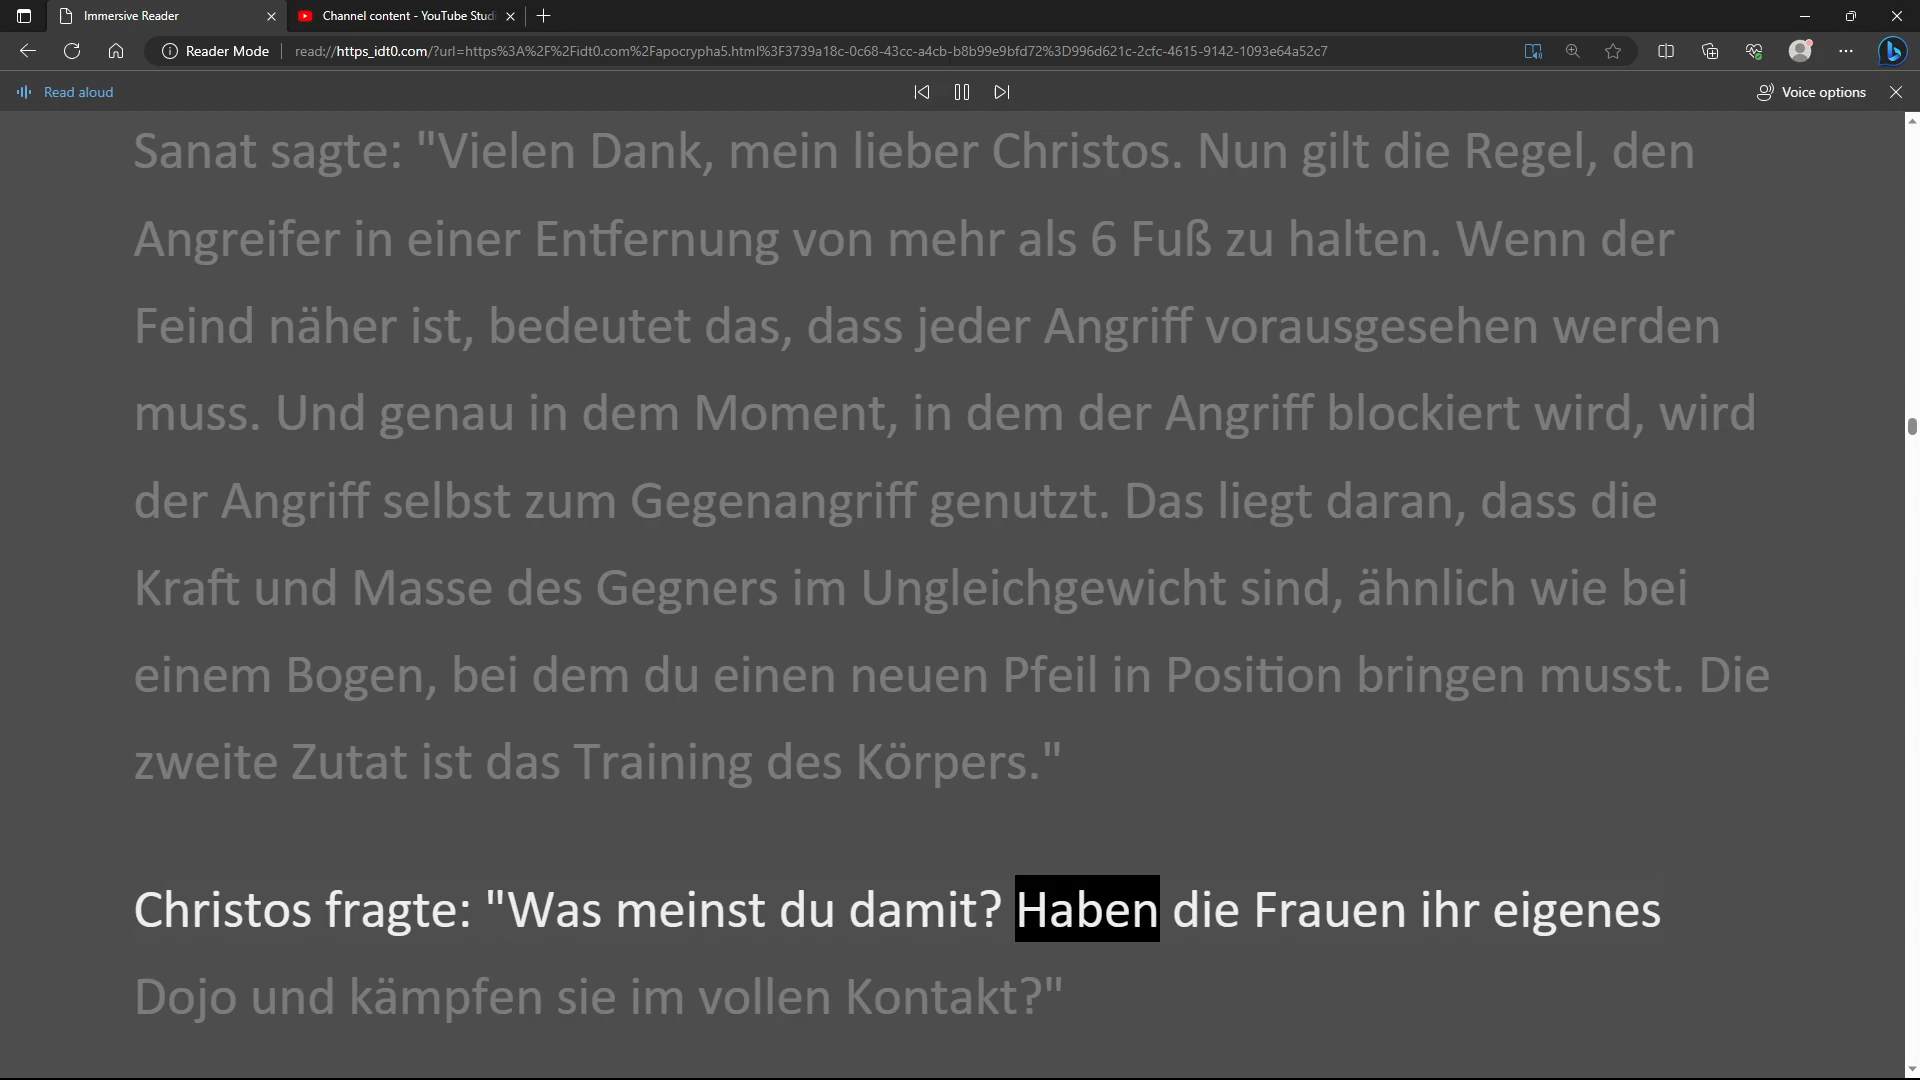 Immersive Reader
Channel content - YouTube Studi
Reader Mode
read://https_idt0.com/?url=https%3A%2F%2Fidt0.com%2Fapocrypha5.html%3F3739a18c-0c68-43cc-a4cb-b8b99e9bfd72%3D996d621c-2cfc-4615-9142-1093e64a52c7
Read aloud
Voice options
Sanat sagte: "Vielen Dank, mein lieber Christos. Nun gilt die Regel, den
Angreifer in einer Entfernung von mehr als 6 Fuß zu halten. Wenn der
Feind näher ist, bedeutet das, dass jeder Angriff vorausgesehen werden
muss. Und genau in dem Moment, in dem der Angriff blockiert wird, wird
der Angriff selbst zum Gegenangriff genutzt. Das liegt daran, dass die
Kraft und Masse des Gegners im Ungleichgewicht sind, ähnlich wie bei
einem Bogen, bei dem du einen neuen Pfeil in Position bringen musst. Die
zweite Zutat ist das Training des Körpers."
Christos fragte: "Was meinst du damit? Haben die Frauen ihr eigenes
Dojo und kämpfen sie im vollen Kontakt?"